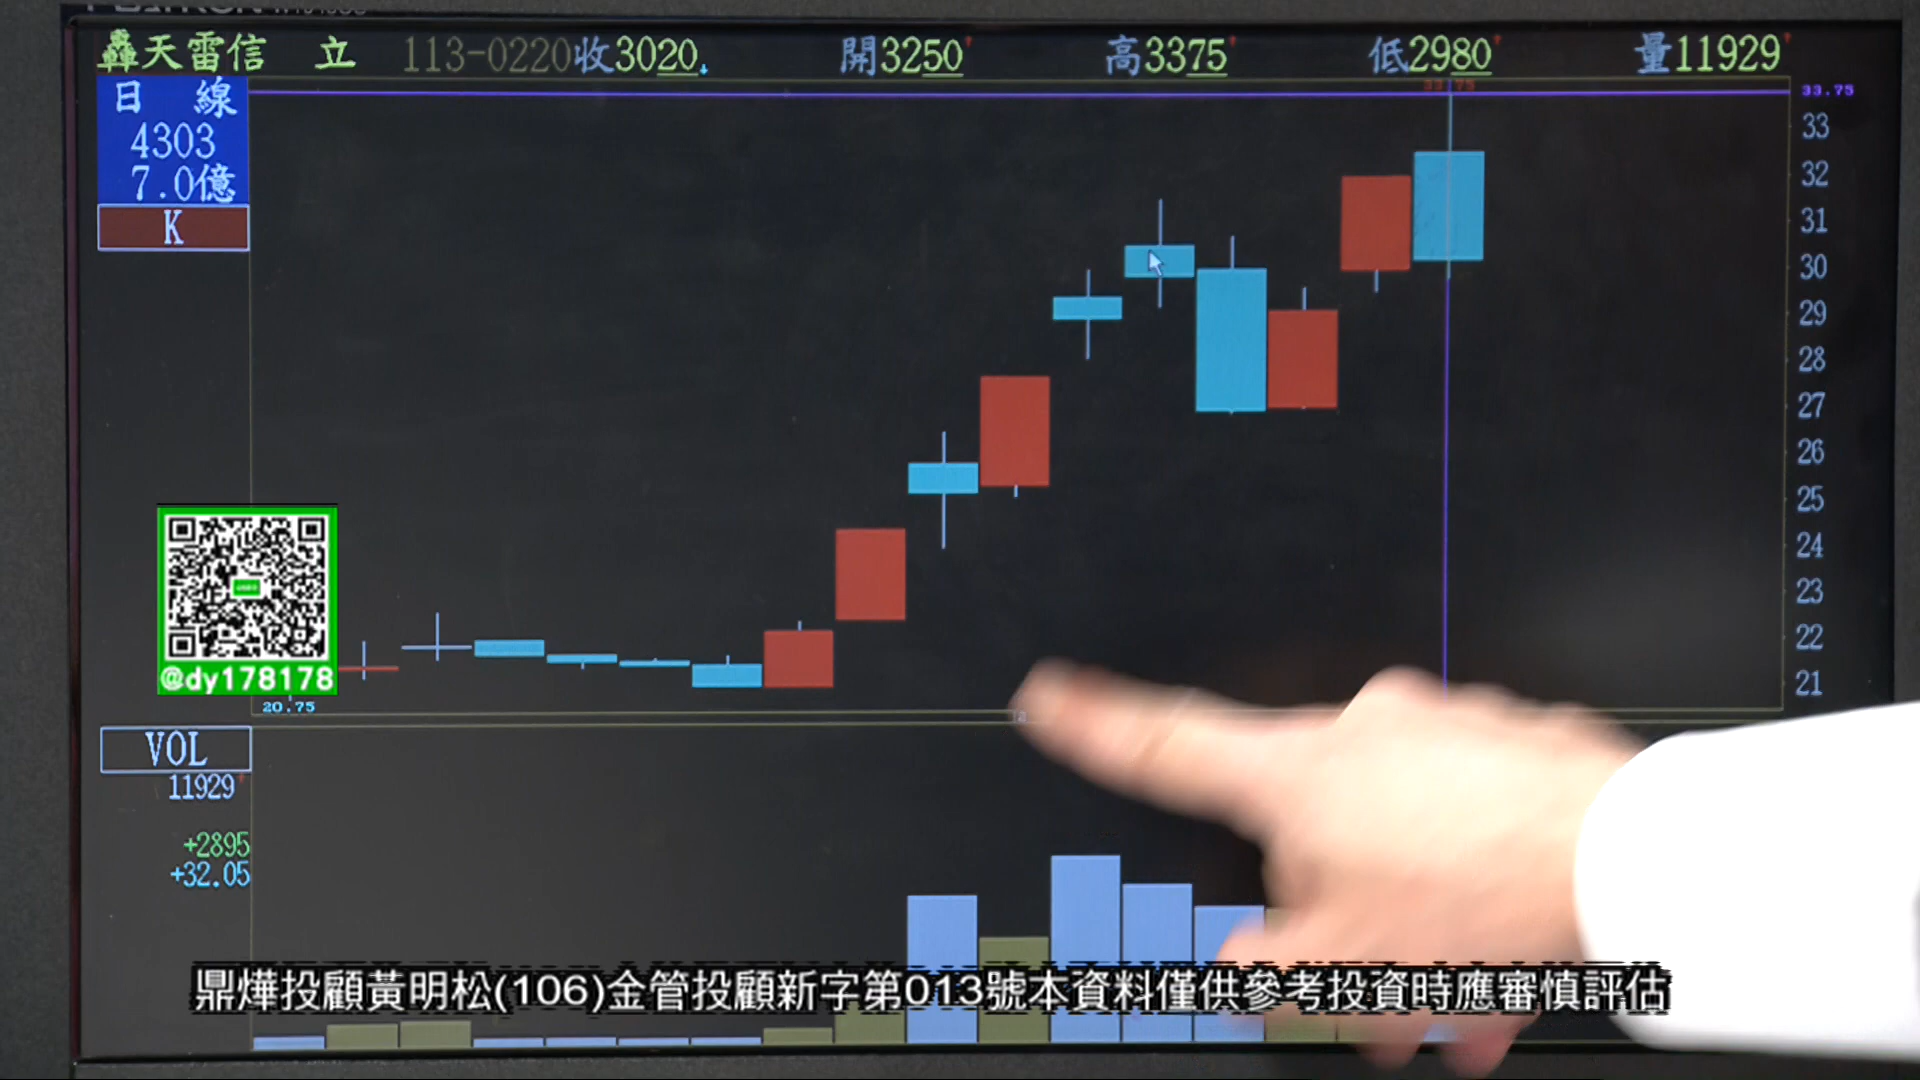 轟天雷信 立 113-0220收3020 開3250 高3375 低2980 量11929
日 線
4303
7.0億
K
33.75
33.75
33
32
31
30
29
28
27
26
25
24
23
22
21
@dy178178
20.75
VOL
11929
+2895
+32.05
鼎燁投顧黃明松(106)金管投顧新字第013號本資料僅供參考投資時應審慎評估